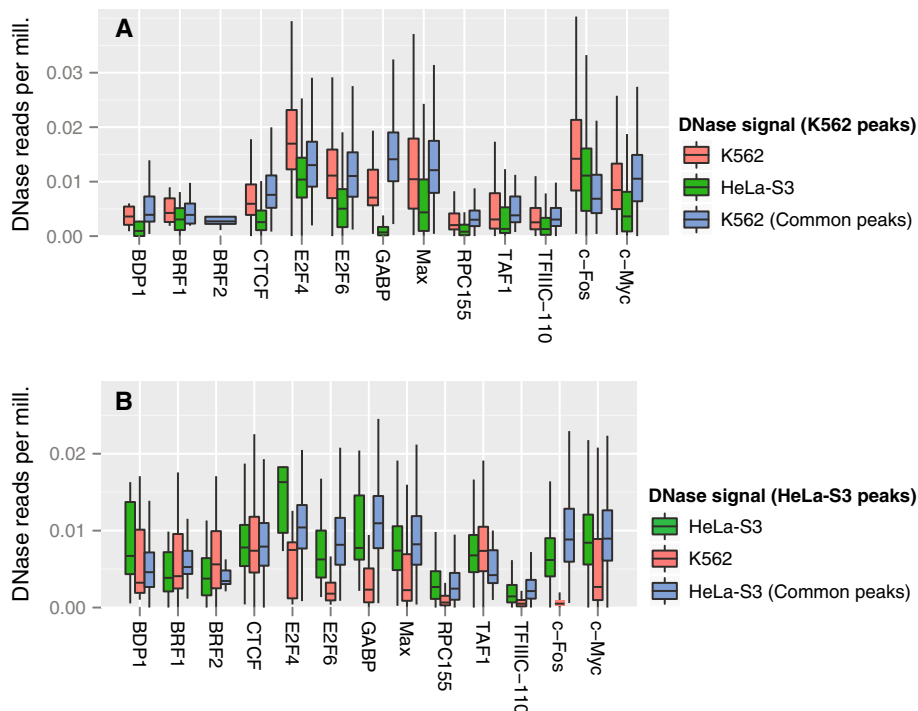 A
DNase reads per mill.
0.03
0.02
0.01
0.00
BDP1
BRF1
BRF2
CTCF
E2F4
E2F6
GABP
Max
RPC155
TAF1
TFIIIC−110
c−Fos
c−Myc
DNase signal (K562 peaks)
K562
HeLa-S3
K562 (Common peaks)
B
DNase reads per mill.
0.02
0.01
0.00
BDP1
BRF1
BRF2
CTCF
E2F4
E2F6
GABP
Max
RPC155
TAF1
TFIIIC−110
c−Fos
c−Myc
DNase signal (HeLa-S3 peaks)
HeLa-S3
K562
HeLa-S3 (Common peaks)